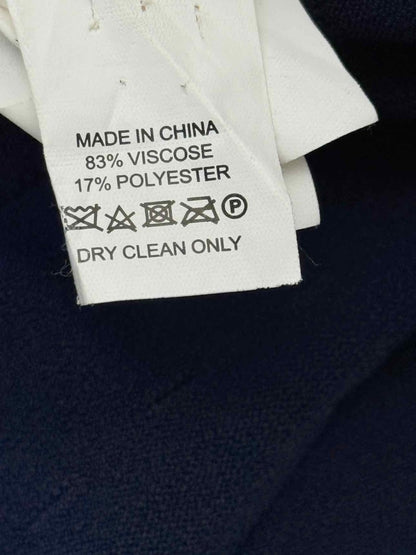 MADE IN CHINA
83% VISCOSE
17% POLYESTER
P
DRY CLEAN ONLY